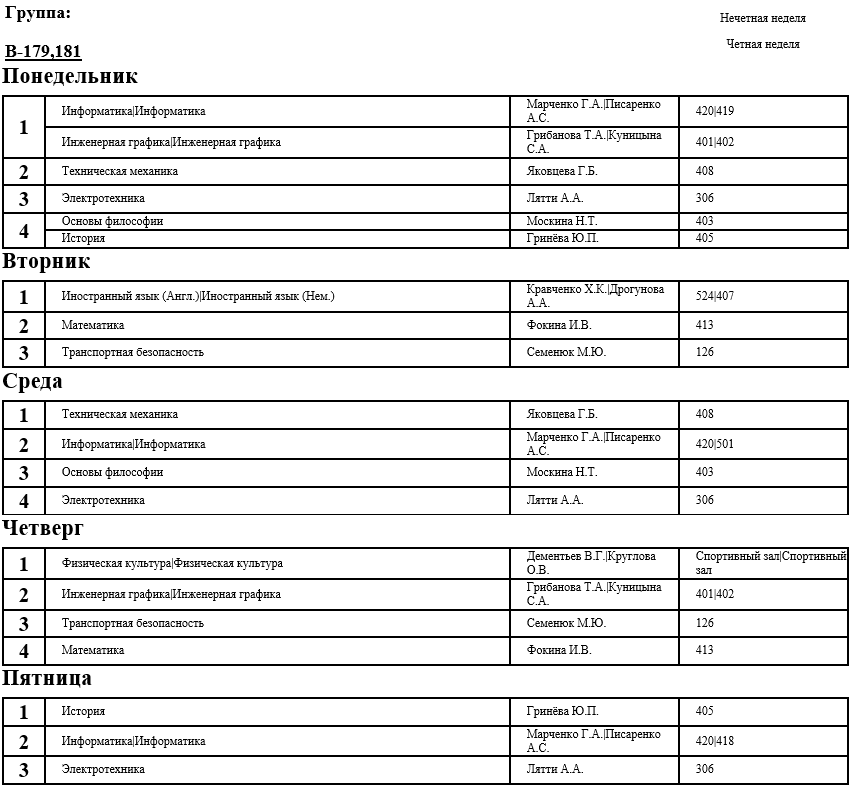 Группа:
Нечетная неделя
Четная неделя
В-179,181
Понедельник
1 Информатика|Информатика Марченко Г.А.|Писаренко А.С. 420|419
Инженерная графика|Инженерная графика Грибанова Т.А.|Куницына С.А. 401|402
2 Техническая механика Яковцева Г.Б. 408
3 Электротехника Лятти А.А. 306
4 Основы философии Москина Н.Т. 403
История Гринёва Ю.П. 405
Вторник
1 Иностранный язык (Англ.)|Иностранный язык (Нем.) Кравченко Х.К.|Дрогунова А.А. 524|407
2 Математика Фокина И.В. 413
3 Транспортная безопасность Семенюк М.Ю. 126
Среда
1 Техническая механика Яковцева Г.Б. 408
2 Информатика|Информатика Марченко Г.А.|Писаренко А.С. 420|501
3 Основы философии Москина Н.Т. 403
4 Электротехника Лятти А.А. 306
Четверг
1 Физическая культура|Физическая культура Дементьев В.Г.|Круглова О.В. Спортивный зал|Спортивный зал
2 Инженерная графика|Инженерная графика Грибанова Т.А.|Куницына С.А. 401|402
3 Транспортная безопасность Семенюк М.Ю. 126
4 Математика Фокина И.В. 413
Пятница
1 История Гринёва Ю.П. 405
2 Информатика|Информатика Марченко Г.А.|Писаренко А.С. 420|418
3 Электротехника Лятти А.А. 306